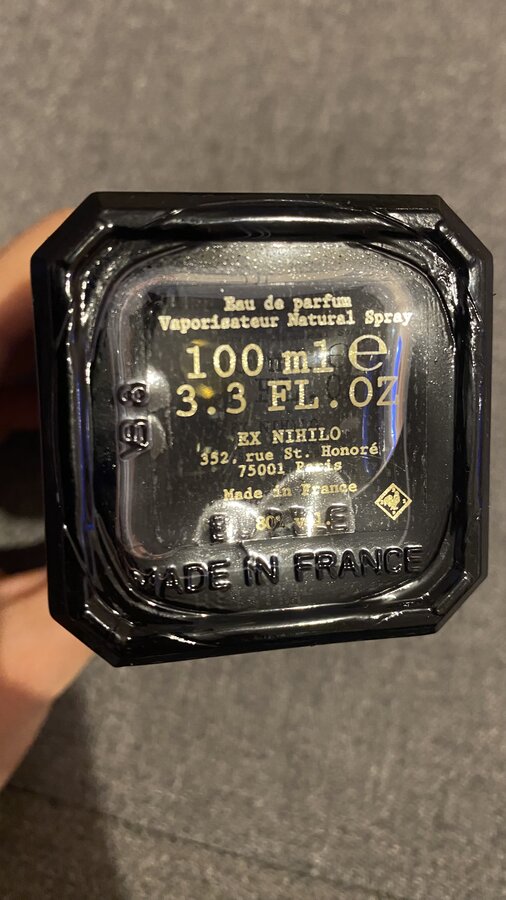 Eau de parfum
Vaporisateur Natural Spray
100 ml e
3.3 FL.OZ
EX NIHILO
352, rue St. Honoré
75001 Paris
Made in France
MADE IN FRANCE